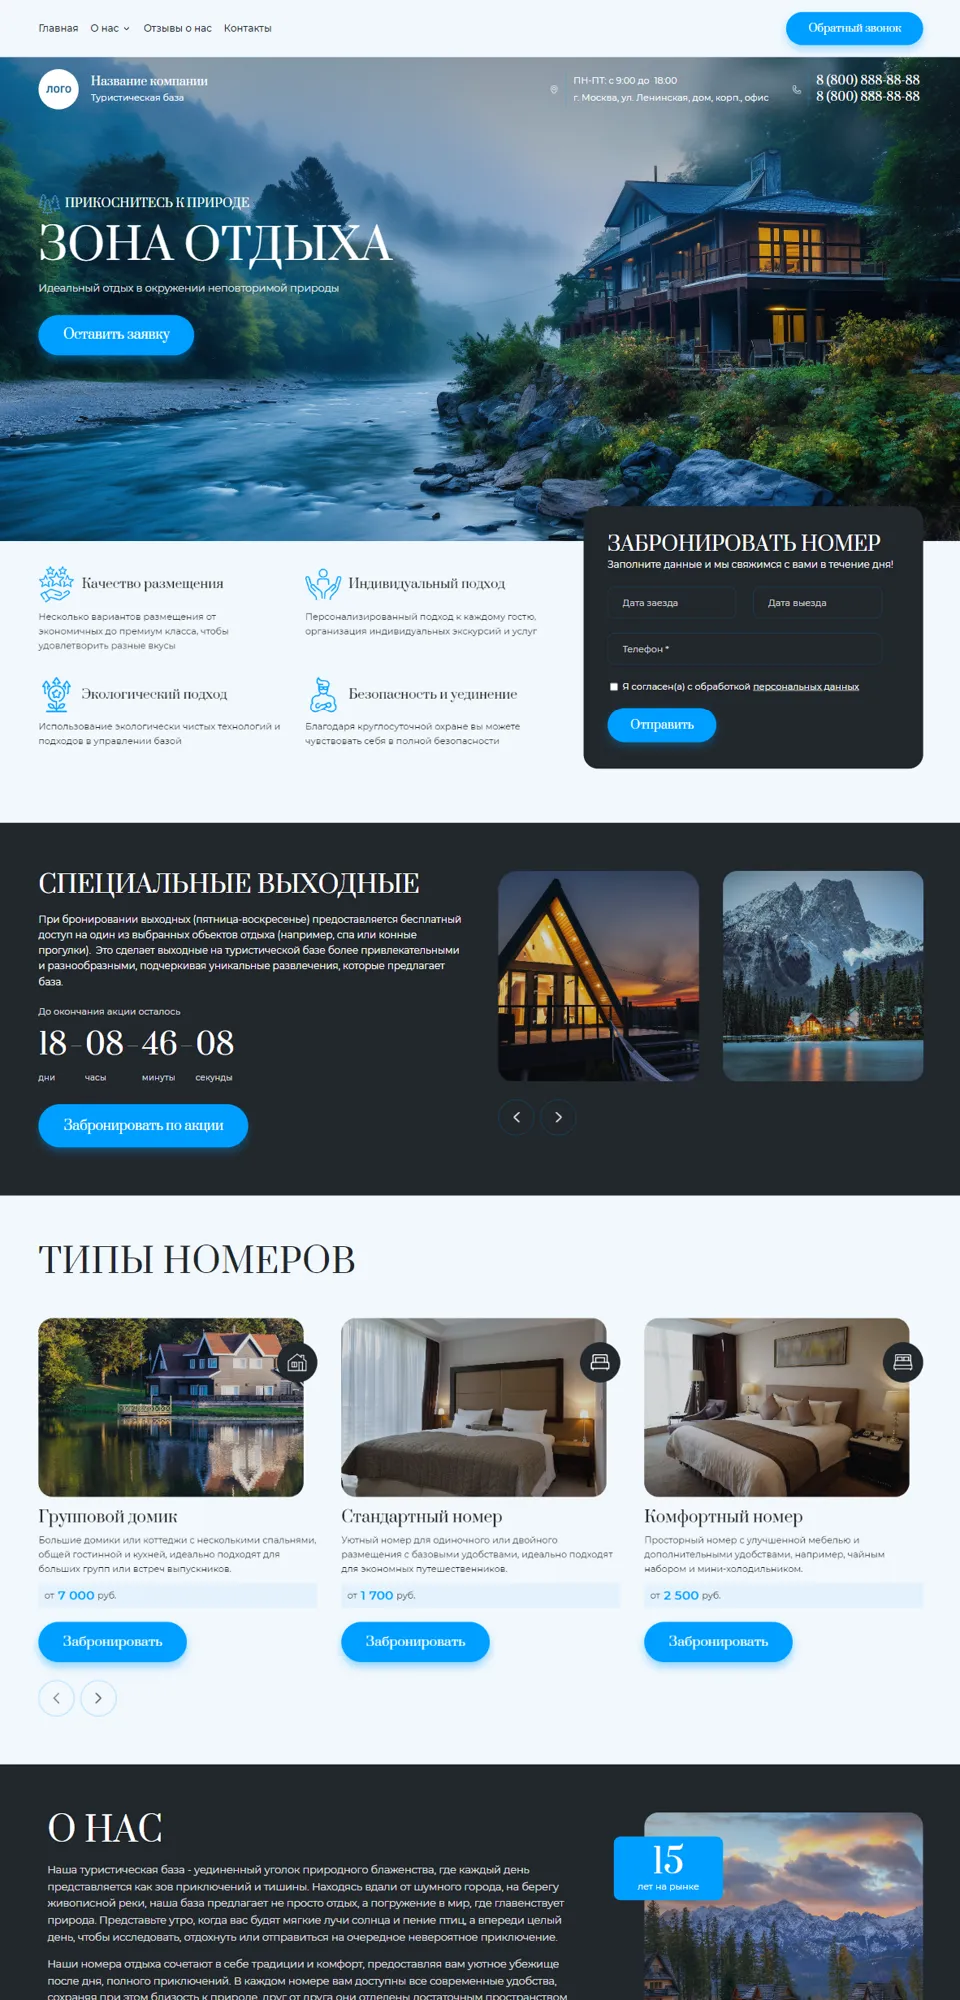 Главная О нас Отзывы о нас Контакты Обратный звонок
ЛОГО
Название компании
Туристическая база
ПН-ПТ: с 9:00 до 18:00
г. Москва, ул. Ленинская, дом, корп., офис
8 (800) 888-88-88
8 (800) 888-88-88
ПРИКОСНИТЕСЬ К ПРИРОДЕ
ЗОНА ОТДЫХА
Идеальный отдых в окружении неповторимой природы
Оставить заявку
Качество размещения
Несколько вариантов размещения от
экономичных до премиум класса, чтобы
удовлетворить разные вкусы
Индивидуальный подход
Персонализированный подход к каждому гостю,
организация индивидуальных экскурсий и услуг
Экологический подход
Использование экологически чистых технологий и
подходов в управлении базой
Безопасность и уединение
Благодаря круглосуточной охране вы можете
чувствовать себя в полной безопасности
ЗАБРОНИРОВАТЬ НОМЕР
Заполните данные и мы свяжимся с вами в течение дня!
Дата заезда Дата выезда
Телефон *
Я согласен(а) с обработкой персональных данных
Отправить
СПЕЦИАЛЬНЫЕ ВЫХОДНЫЕ
При бронировании выходных (пятница-воскресенье) предоставляется бесплатный
доступ на один из выбранных объектов отдыха (например, спа или конные
прогулки). Это сделает выходные на туристической базе более привлекательными
и разнообразными, подчеркивая уникальные развлечения, которые предлагает
база.
До окончания акции осталось
18 – 08 – 46 – 08
дни часы минуты секунды
Забронировать по акции
ТИПЫ НОМЕРОВ
Групповой домик
Большие домики или коттеджи с несколькими спальнями,
общей гостинной и кухней, идеально подходят для
больших групп или встреч выпускников.
от 7 000 руб.
Забронировать
Стандартный номер
Уютный номер для одиночного или двойного
размещения с базовыми удобствами, идеально подходят
для экономных путешественников.
от 1 700 руб.
Забронировать
Комфортный номер
Просторный номер с улучшенной мебелью и
дополнительными удобствами, например, чайным
набором и мини-холодильником.
от 2 500 руб.
Забронировать
О НАС
Наша туристическая база - уединенный уголок природного блаженства, где каждый день
представляется как зов приключений и тишины. Находясь вдали от шумного города, на берегу
живописной реки, наша база предлагает не просто отдых, а погружение в мир, где главенствует
природа. Представьте утро, когда вас будят мягкие лучи солнца и пение птиц, а впереди целый
день, чтобы исследовать, отдохнуть или отправиться на очередное невероятное приключение.
Наши номера отдыха сочетают в себе традиции и комфорт, предоставляя вам уютное убежище
после дня, полного приключений. В каждом номере вам доступны все современные удобства,
сохраняя при этом близость к природе, друг от друга они отделены достаточным пространством
15
лет на рынке